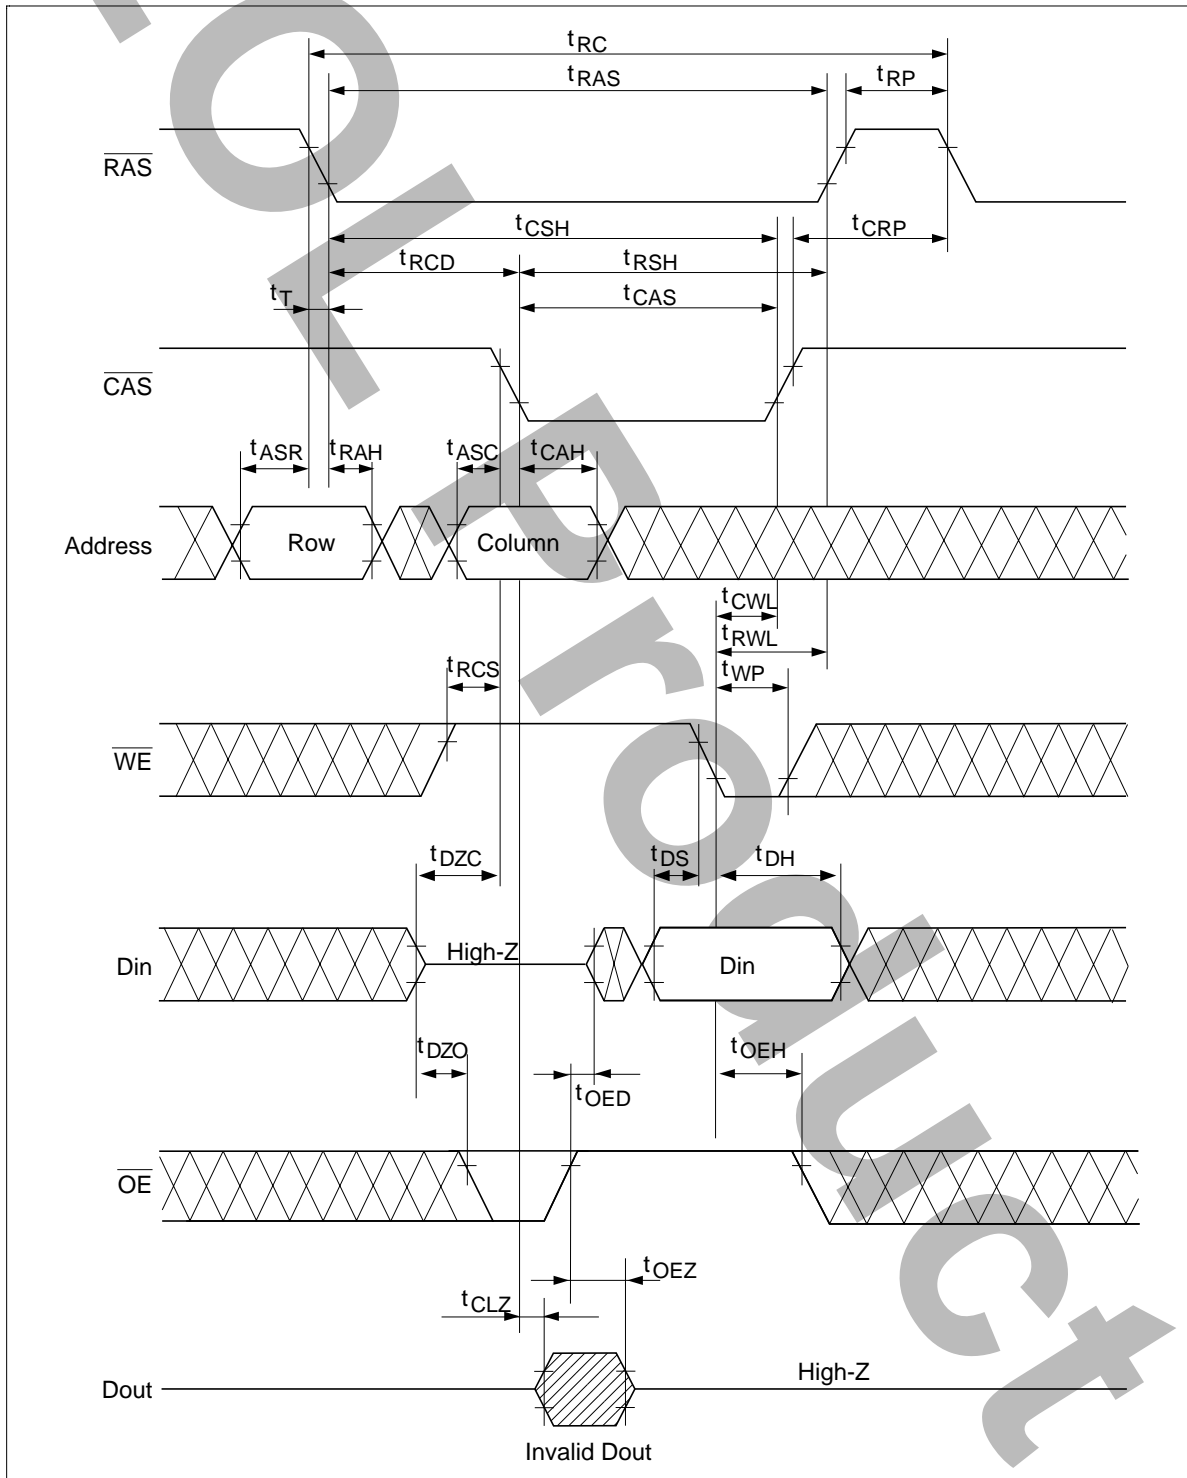 tRC
tRAS
tRP
RAS
tCSH
tCRP
tRCD
tRSH
tT
tCAS
CAS
tASR
tRAH
tASC
tCAH
Address
Row
Column
tCWL
tRWL
tRCS
tWP
WE
tDZC
tDS
tDH
Din
High-Z
Din
tDZO
tOED
tOEH
OE
tOEZ
tCLZ
Dout
High-Z
Invalid Dout
OL Product